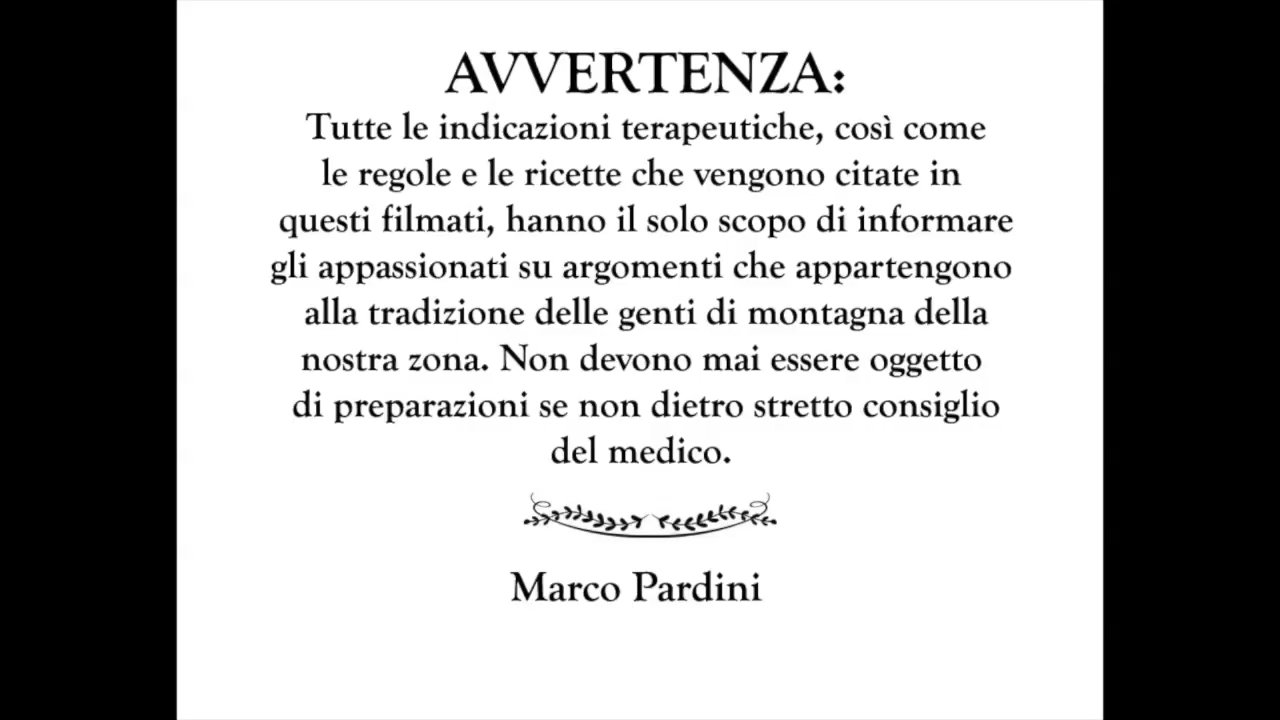 AVVERTENZA:
Tutte le indicazioni terapeutiche, così come
le regole e le ricette che vengono citate in
questi filmati, hanno il solo scopo di informare
gli appassionati su argomenti che appartengono
alla tradizione delle genti di montagna della
nostra zona. Non devono mai essere oggetto
di preparazioni se non dietro stretto consiglio
del medico.
Marco Pardini